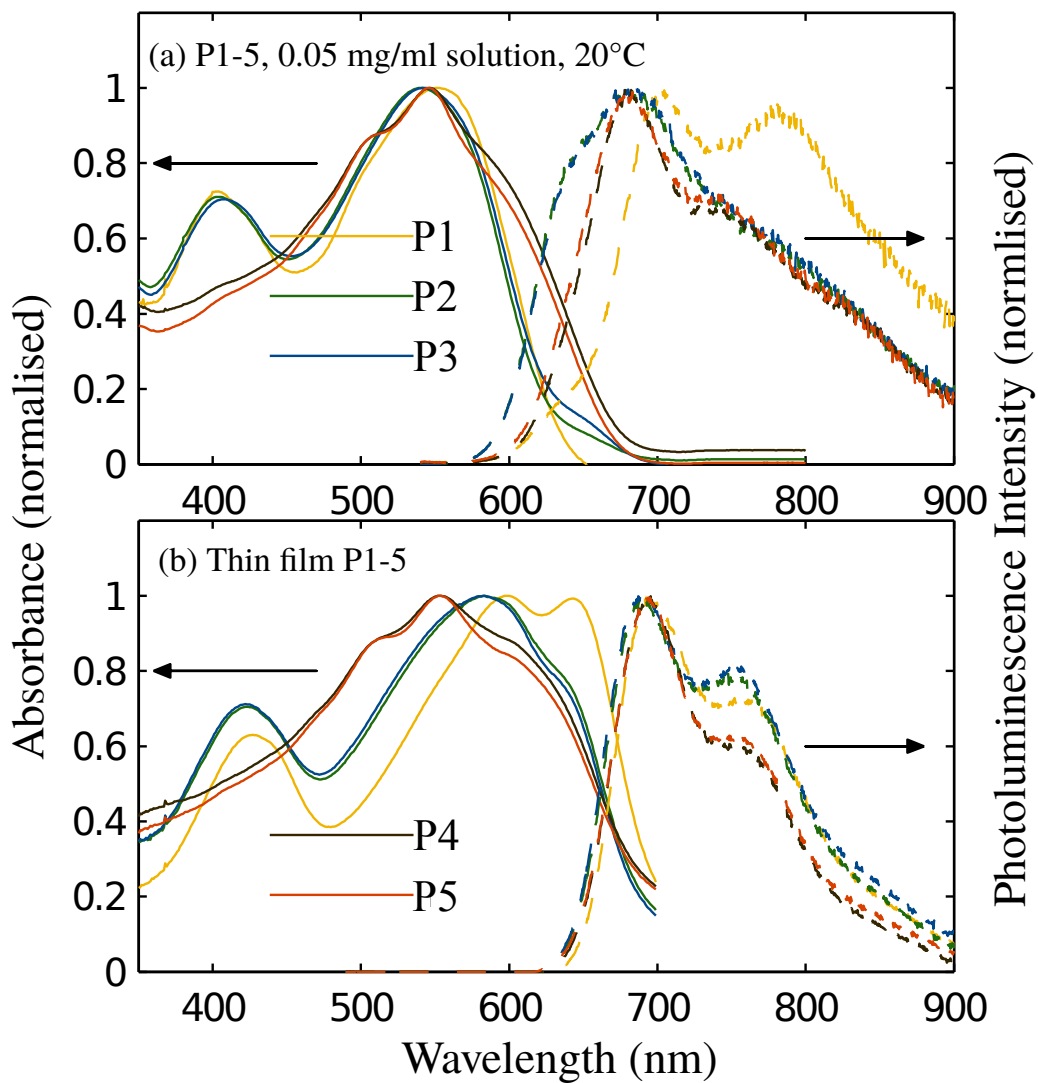 (a) P1-5, 0.05 mg/ml solution, 20°C
1
0.8
0.6
0.4
0.2
0
P1
P2
P3
400 500 600 700 800 900
(b) Thin film P1-5
1
0.8
0.6
0.4
0.2
0
P4
P5
400 500 600 700 800 900
Wavelength (nm)
Absorbance (normalised)
Photoluminescence Intensity (normilised)